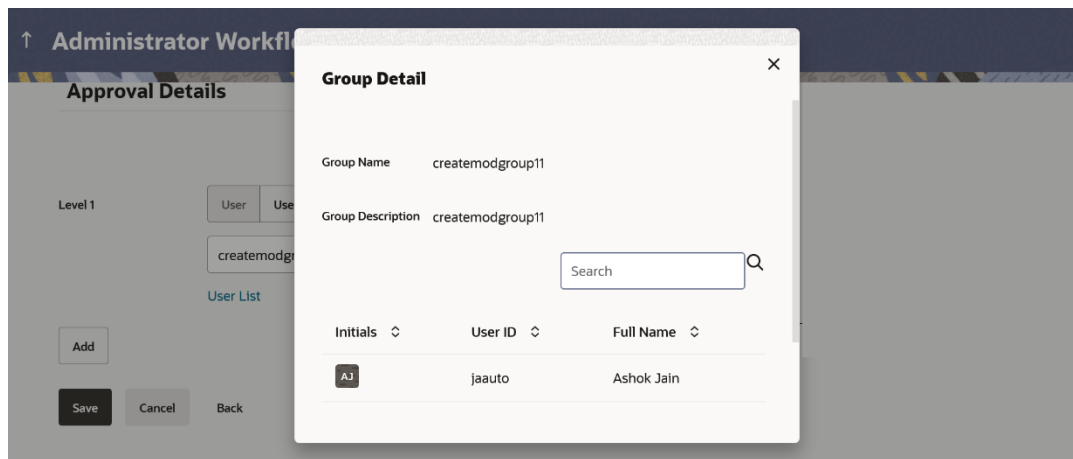 ↑ Administrator Workfl
Approval Details
Group Detail
×
Group Name createmodgroup11
Group Description createmodgroup11
Search
Initials User ID Full Name
AJ jaauto Ashok Jain
Level 1 User Use
createmodgr
User List
Add
Save Cancel Back